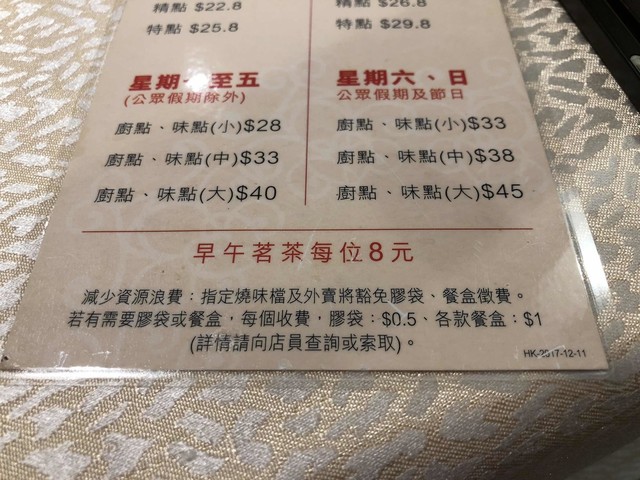 精點 $22.8
特點 $25.8
星期一至五
(公眾假期除外)
廚點、味點(小)$28
廚點、味點(中)$33
廚點、味點(大)$40
精點 $26.8
特點 $29.8
星期六、日
公眾假期及節日
廚點、味點(小)$33
廚點、味點(中)$38
廚點、味點(大)$45
早午茗茶每位8元
減少資源浪費：指定燒味檔及外賣將豁免膠袋、餐盒徵費。
若有需要膠袋或餐盒，每個收費，膠袋：$0.5、各款餐盒：$1
(詳情請向店員查詢或索取)。
HK-2017-12-11